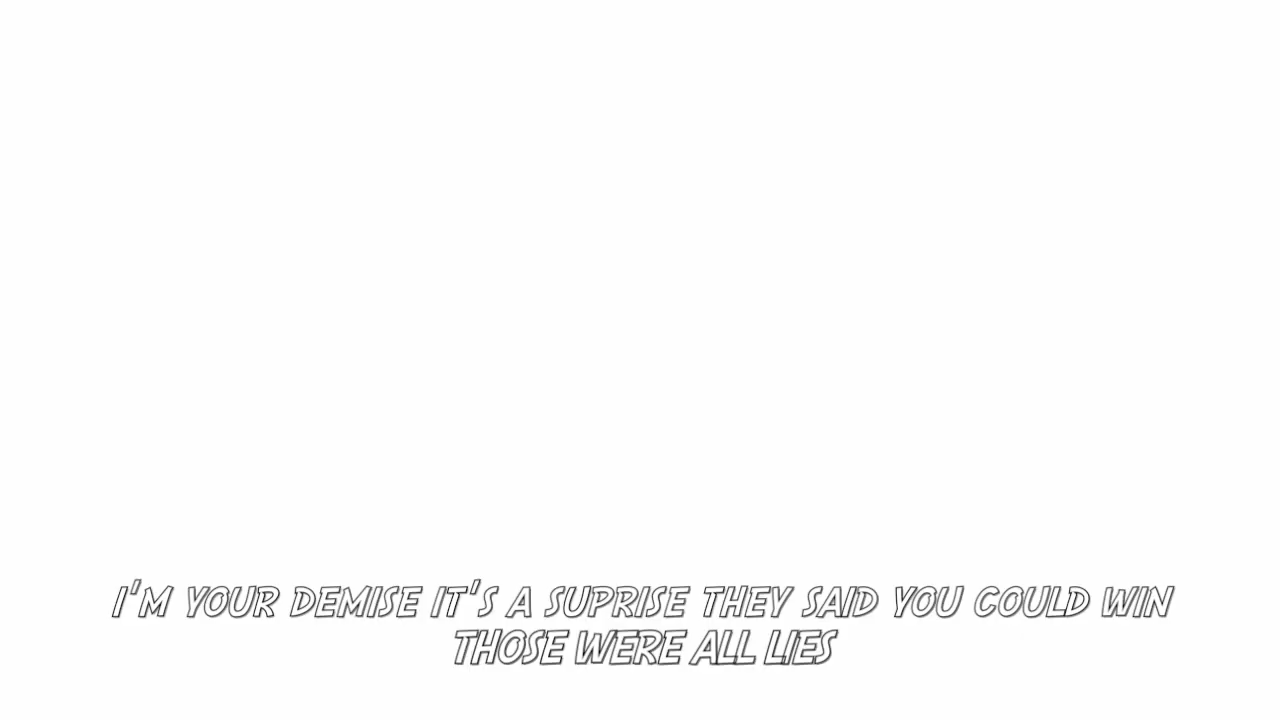 I'M YOUR DEMISE IT'S A SUPRISE THEY SAID YOU COULD WIN
THOSE WERE ALL LIES